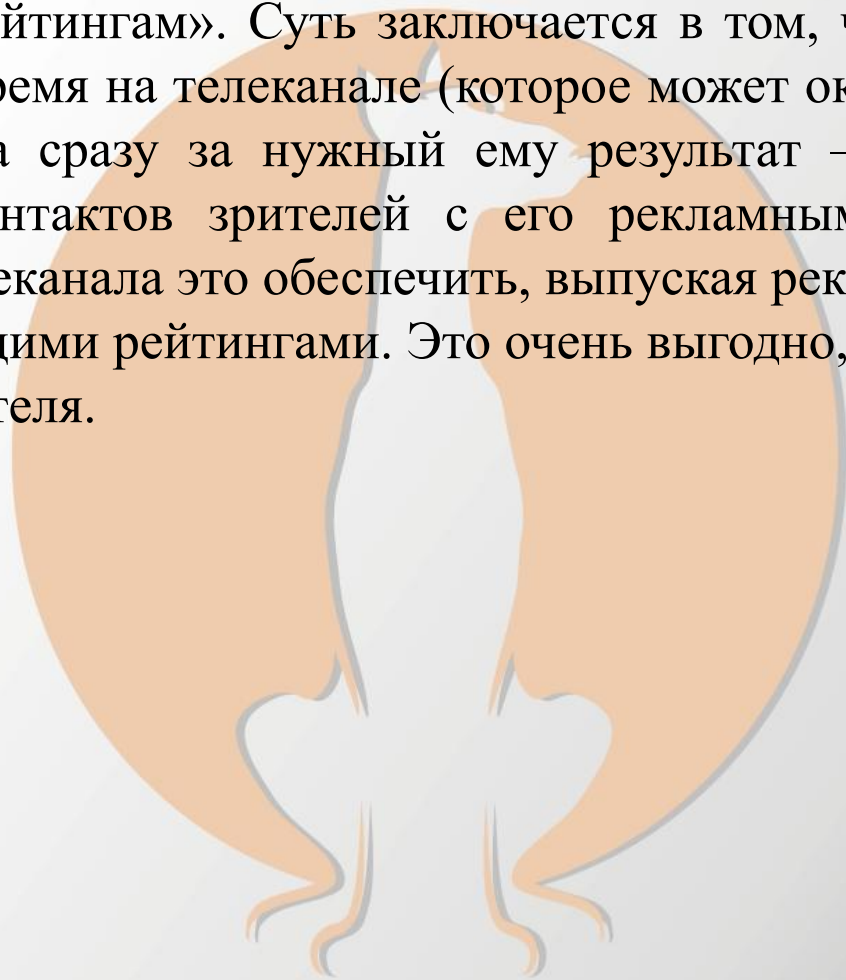 йтингам». Суть заключается в том,
ремя на телеканале (которое может ок
а сразу за нужный ему результат –
нтактов зрителей с его рекламным
еканала это обеспечить, выпуская рек
цими рейтингами. Это очень выгодно,
теля.